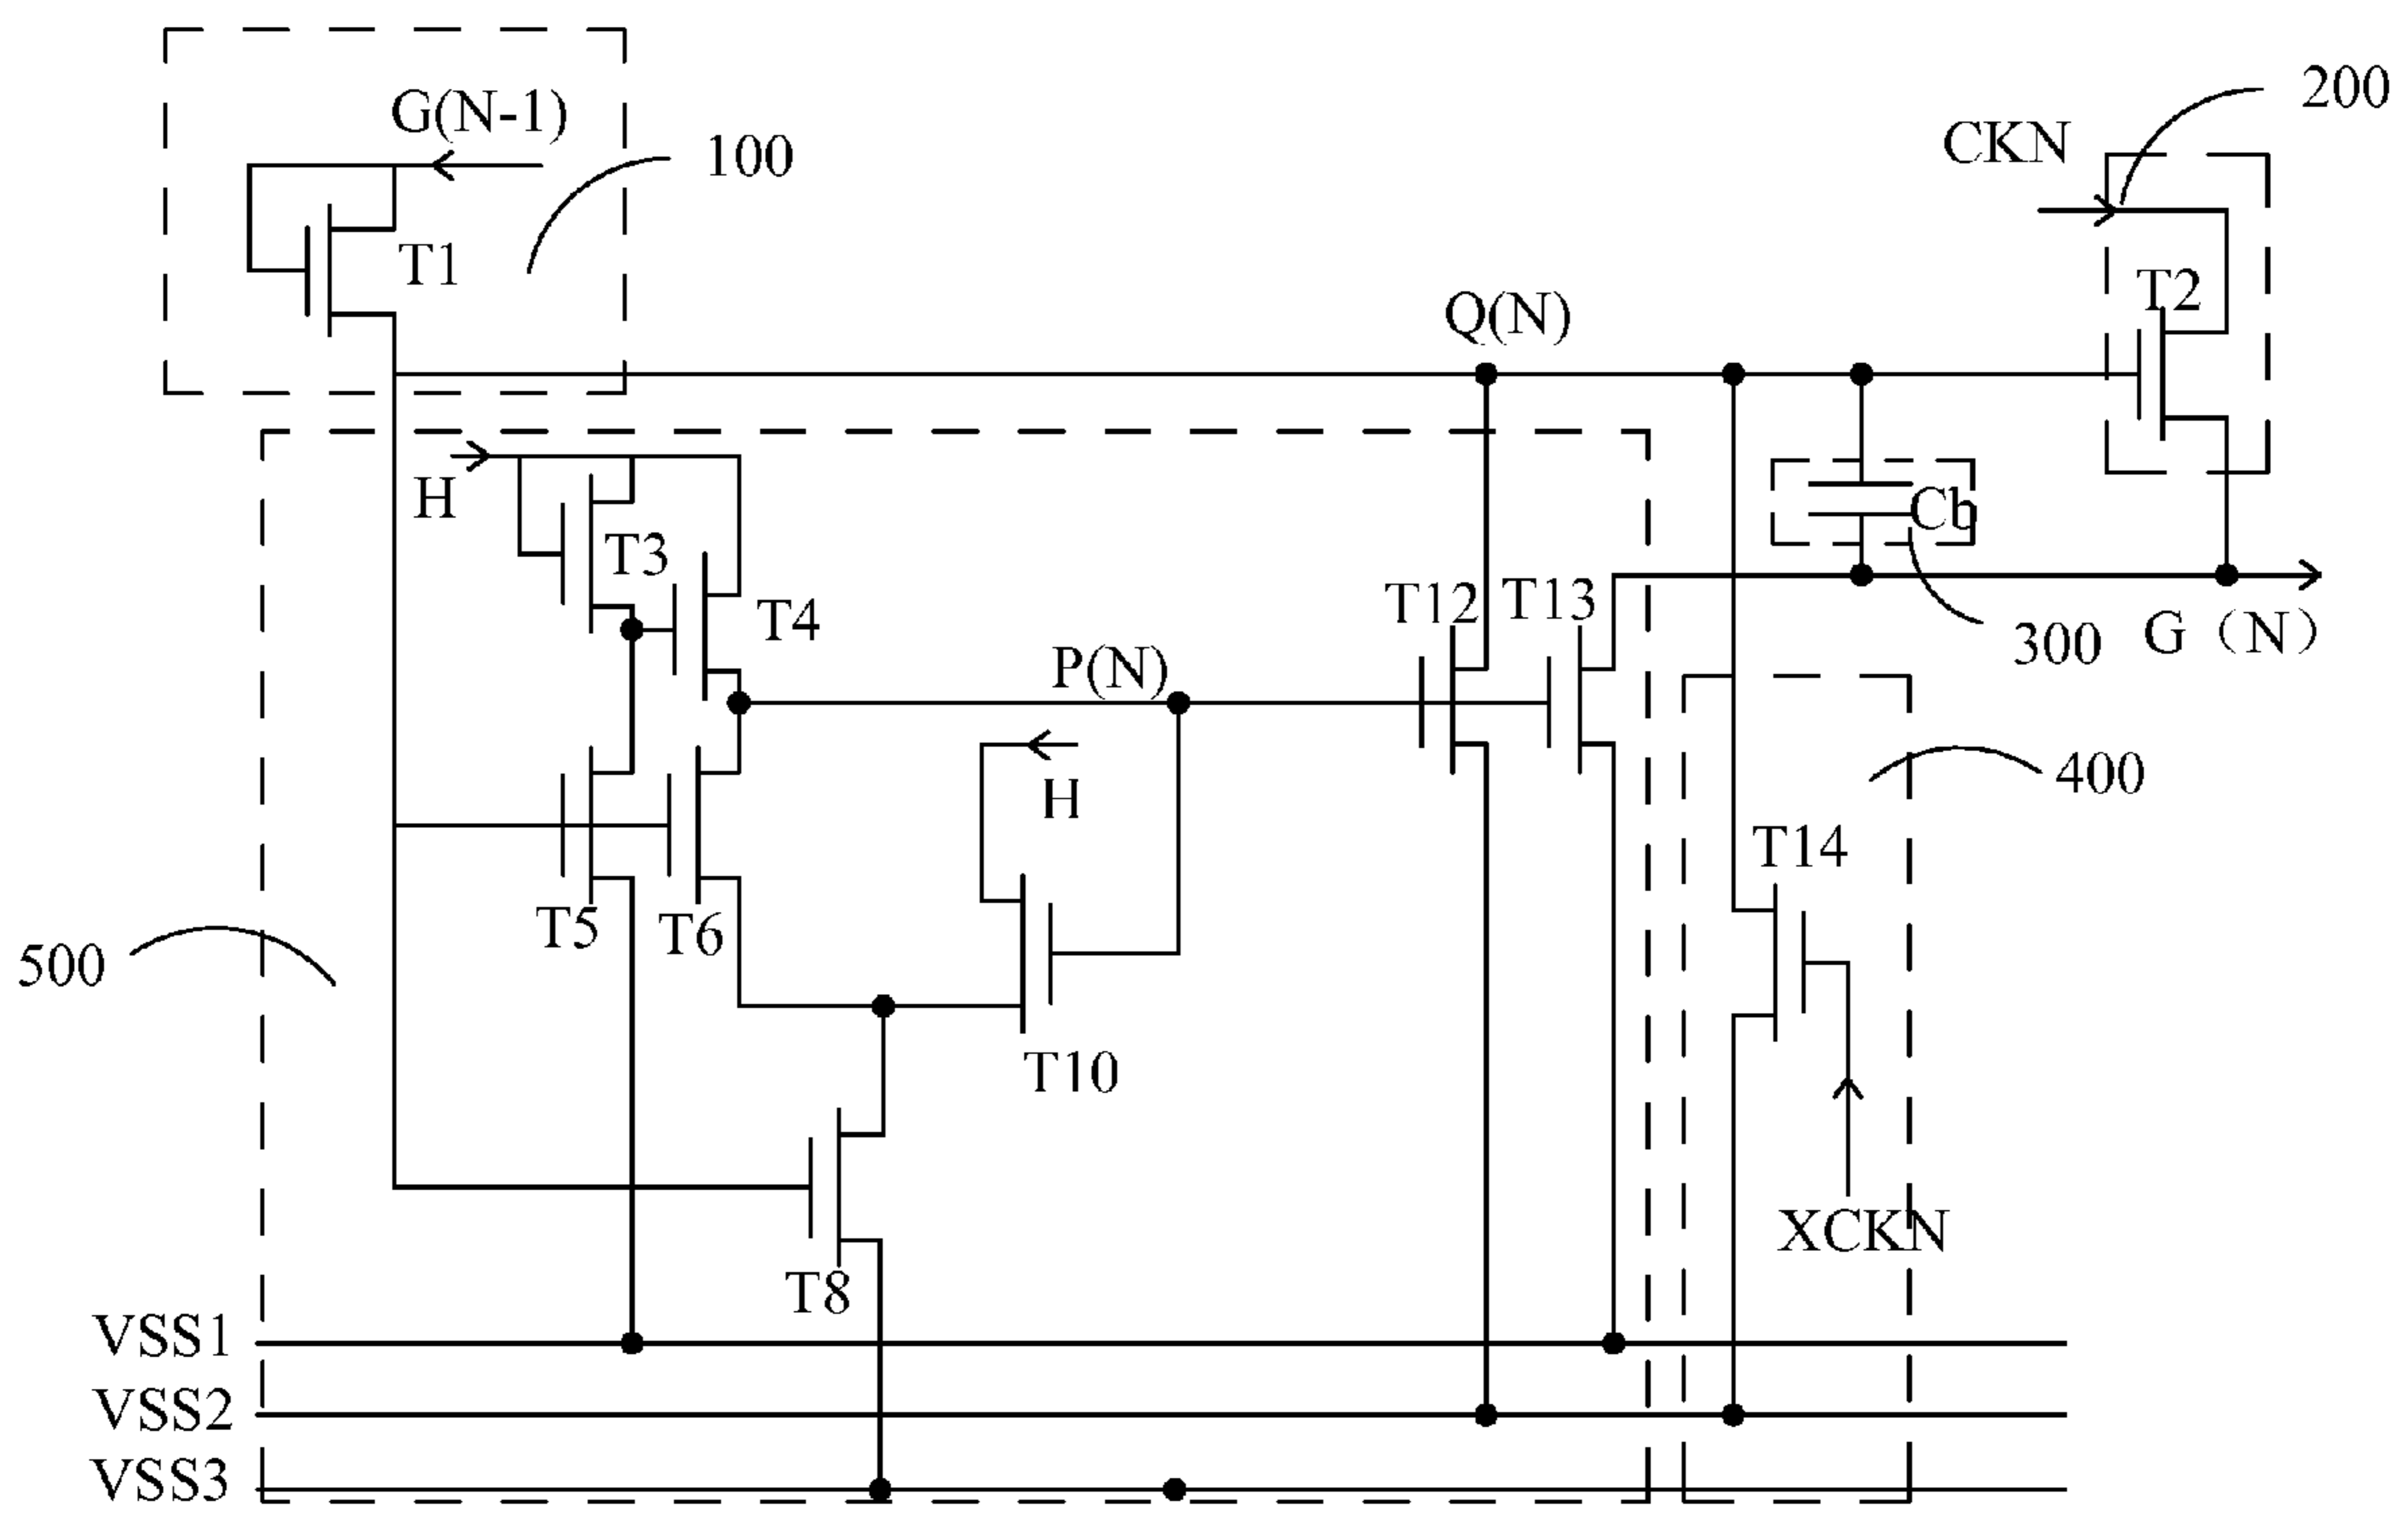 200
G(N-1)
CKN
100
T1
T2
Q(N)
H
Cb
T3
T12
T13
T4
G（N）
300
P(N)
H
400
T14
T5
T6
500
T10
XCKN
T8
VSS1
VSS2
VSS3